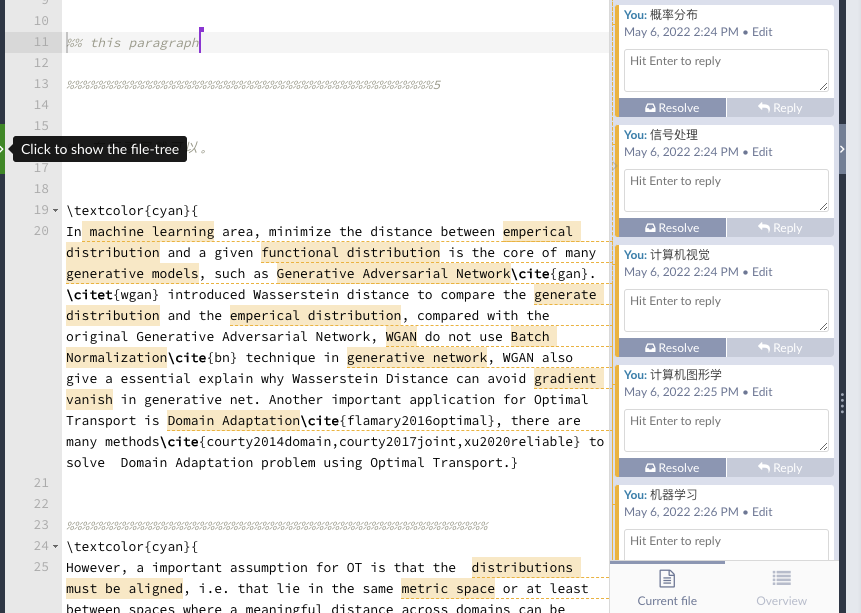 10
11 %% this paragraph
12
13 %%%%%%%%%%%%%%%%%%%%%%%%%%%%%%%%%%%%%%%%%%%%%%%5
14
15
Click to show the file-tree 以。
17
18
19 \textcolor{cyan}{
20 In machine learning area, minimize the distance between emperical
distribution and a given functional distribution is the core of many
generative models, such as Generative Adversarial Network\cite{gan}.
\citet{wgan} introduced Wasserstein distance to compare the generate
distribution and the emperical distribution, compared with the
original Generative Adversarial Network, WGAN do not use Batch
Normalization\cite{bn} technique in generative network, WGAN also
give a essential explain why Wasserstein Distance can avoid gradient
vanish in generative net. Another important application for Optimal
Transport is Domain Adaptation\cite{flamary2016optimal}, there are
many methods\cite{courty2014domain,courty2017joint,xu2020reliable} to
solve  Domain Adaptation problem using Optimal Transport.}
21
22
23 %%%%%%%%%%%%%%%%%%%%%%%%%%%%%%%%%%%%%%%%%%%%%%%%%%%%%%
24 \textcolor{cyan}{
25 However, a important assumption for OT is that the  distributions
must be aligned, i.e. that lie in the same metric space or at least
between spaces where a meaningful distance across domains can be
You: 概率分布
May 6, 2022 2:24 PM • Edit
Hit Enter to reply
Resolve Reply
You: 信号处理
May 6, 2022 2:24 PM • Edit
Hit Enter to reply
Resolve Reply
You: 计算机视觉
May 6, 2022 2:24 PM • Edit
Hit Enter to reply
Resolve Reply
You: 计算机图形学
May 6, 2022 2:25 PM • Edit
Hit Enter to reply
Resolve Reply
You: 机器学习
May 6, 2022 2:26 PM • Edit
Hit Enter to reply
Current file Overview